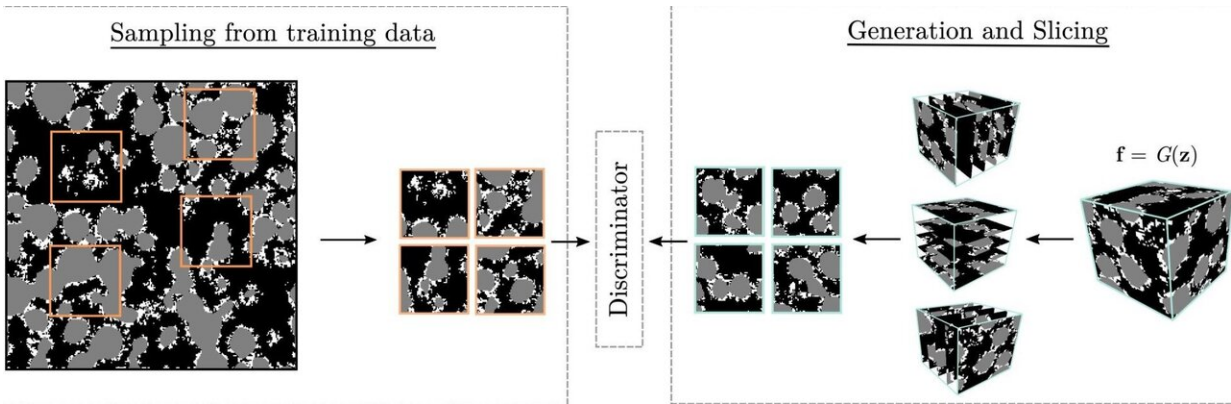 Sampling from training data
Generation and Slicing
f = G(z)
Discriminator